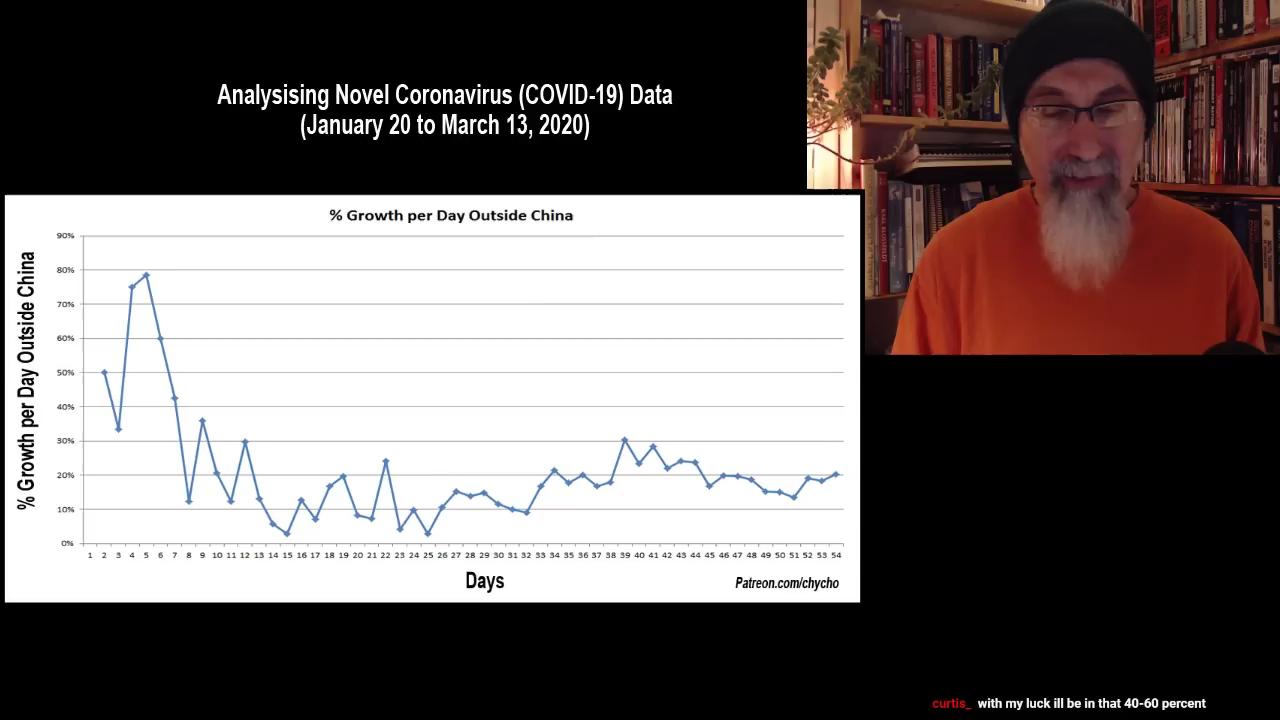 Analysising Novel Coronavirus (COVID-19) Data
(January 20 to March 13, 2020)
% Growth per Day Outside China
% Growth per Day Outside China
90%
80%
70%
60%
50%
40%
30%
20%
10%
0%
1 2 3 4 5 6 7 8 9 10 11 12 13 14 15 16 17 18 19 20 21 22 23 24 25 26 27 28 29 30 31 32 33 34 35 36 37 38 39 40 41 42 43 44 45 46 47 48 49 50 51 52 53 54
Days
Patreon.com/chycho
curtis_ with my luck ill be in that 40-60 percent